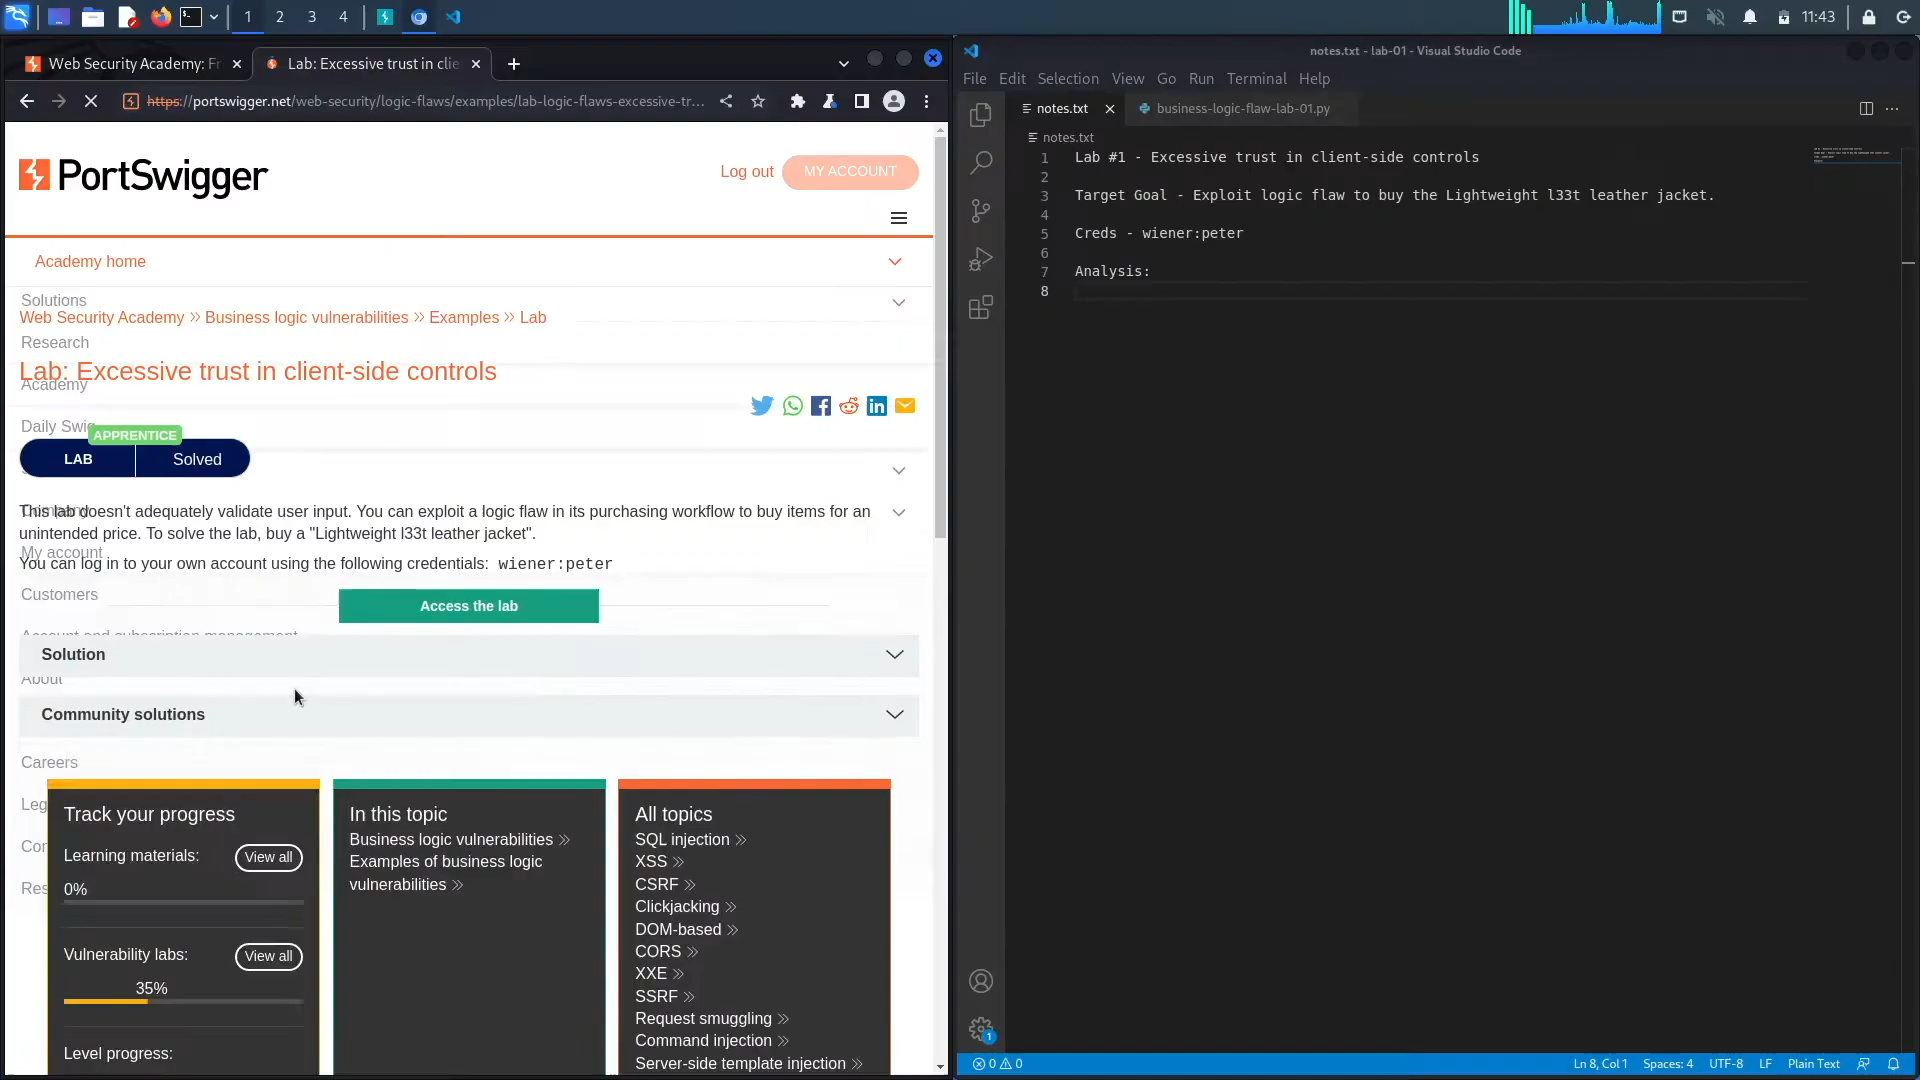 1 2 3 4
11:43
Web Security Academy: Fr
Lab: Excessive trust in clie
https://portswigger.net/web-security/logic-flaws/examples/lab-logic-flaws-excessive-tr...
PortSwigger
Log out
MY ACCOUNT
Academy home
Solutions
Web Security Academy >> Business logic vulnerabilities >> Examples >> Lab
Research
Lab: Excessive trust in client-side controls
Academy
Daily Swig
APPRENTICE
LAB
Solved
This lab doesn't adequately validate user input. You can exploit a logic flaw in its purchasing workflow to buy items for an
unintended price. To solve the lab, buy a "Lightweight l33t leather jacket".
My account
You can log in to your own account using the following credentials: wiener:peter
Customers
Access the lab
Account and subscription management
Solution
About
Community solutions
Careers
Leg
Cor
Res
Track your progress
Learning materials:
View all
0%
Vulnerability labs:
View all
35%
Level progress:
In this topic
Business logic vulnerabilities >>
Examples of business logic
vulnerabilities >>
All topics
SQL injection >>
XSS >>
CSRF >>
Clickjacking >>
DOM-based >>
CORS >>
XXE >>
SSRF >>
Request smuggling >>
Command injection >>
Server-side template injection >>
notes.txt - lab-01 - Visual Studio Code
File Edit Selection View Go Run Terminal Help
notes.txt
business-logic-flaw-lab-01.py
notes.txt
1 Lab #1 - Excessive trust in client-side controls
2
3 Target Goal - Exploit logic flaw to buy the Lightweight l33t leather jacket.
4
5 Creds - wiener:peter
6
7 Analysis:
8
1
0 0
Ln 8, Col 1 Spaces: 4 UTF-8 LF Plain Text